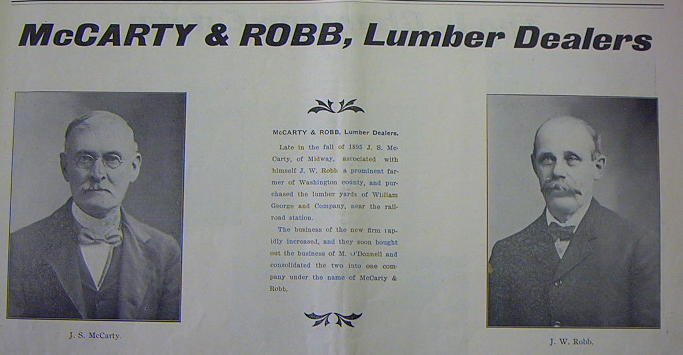 McCARTY & ROBB, Lumber Dealers
McCARTY & ROBB, Lumber Dealers.
Late in the fall of 1895 J. S. Mc-
Carty, of Midway, associated with
himself J. W. Robb a prominent far-
mer of Washington county, and pur-
chased the lumber yards of William
George and Company, near the rail-
road station.
The business of the new firm rap-
idly increased, and they soon bought
out the business of M. O'Donnell and
consolidated the two into one com-
pany under the name of McCarty &
Robb.
J. S. McCarty.
J. W. Robb.